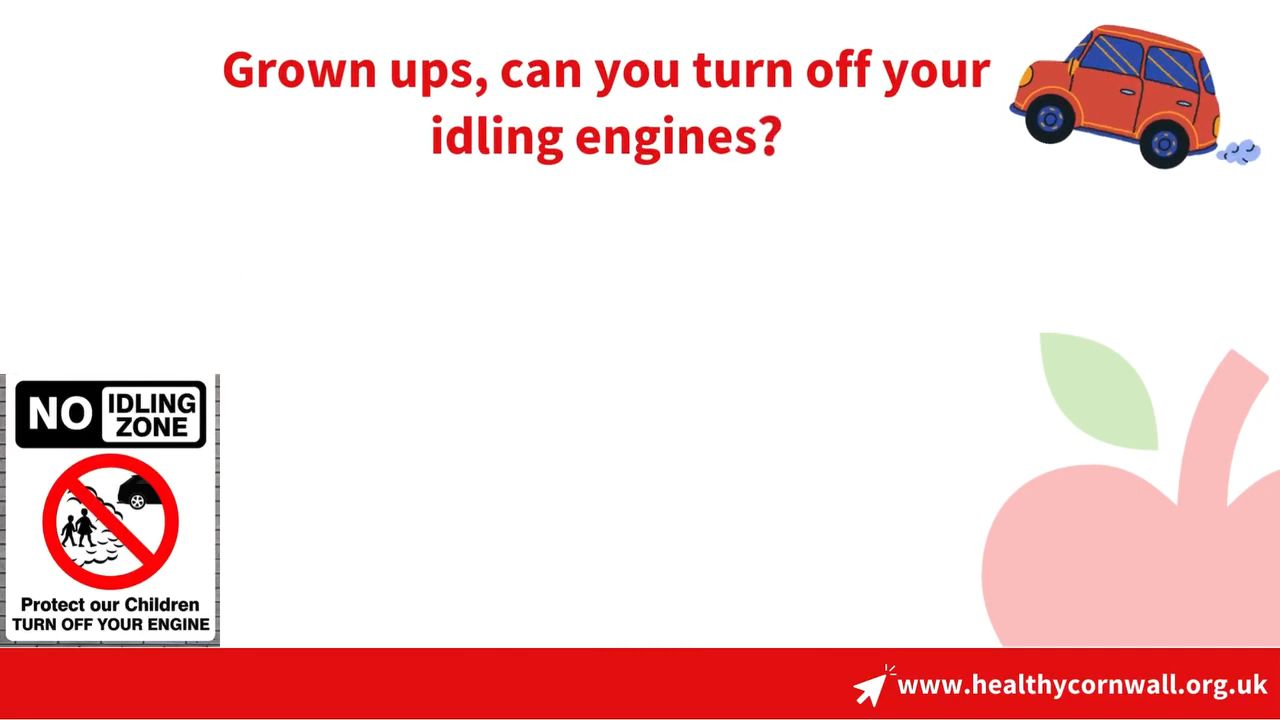 Grown ups, can you turn off your
idling engines?
NO IDLING
ZONE
Protect our Children
TURN OFF YOUR ENGINE
www.healthycornwall.org.uk